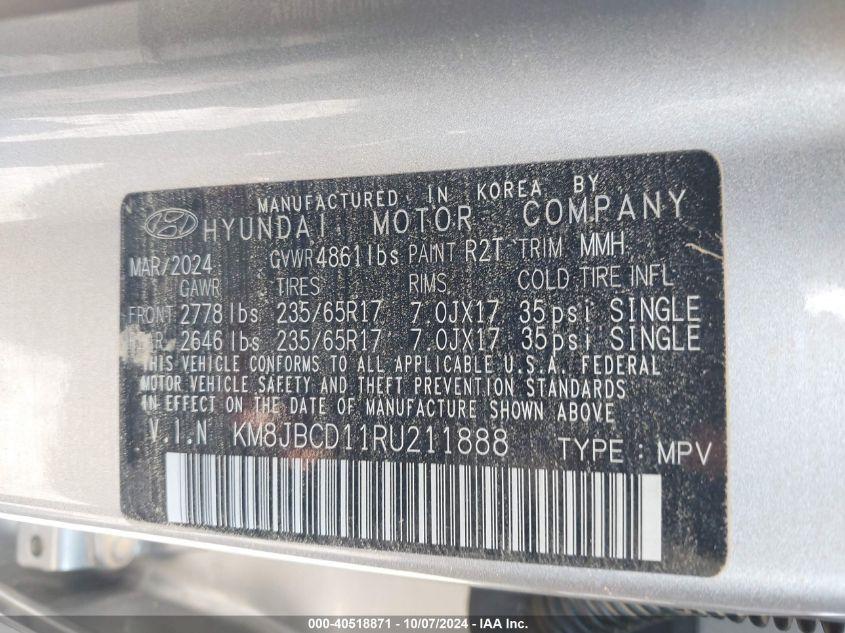 MANUFACTURED IN KOREA BY
HYUNDAI MOTOR COMPANY
MAR/2024 GVWR 4861 lbs PAINT R2T TRIM MMH
GAWR TIRES RIMS COLD TIRE INFL
FRONT 2778 lbs 235/65R17 7.0JX17 35psi SINGLE
2646 lbs 235/65R17 7.0JX17 35psi SINGLE
THIS VEHICLE CONFORMS TO ALL APPLICABLE U.S.A. FEDERAL
MOTOR VEHICLE SAFETY AND THEFT PREVENTION STANDARDS
IN EFFECT ON THE DATE OF MANUFACTURE SHOWN ABOVE
V.I.N KM8JBCD11RU211888 TYPE : MPV
000-40518871 - 10/07/2024 - IAA Inc.